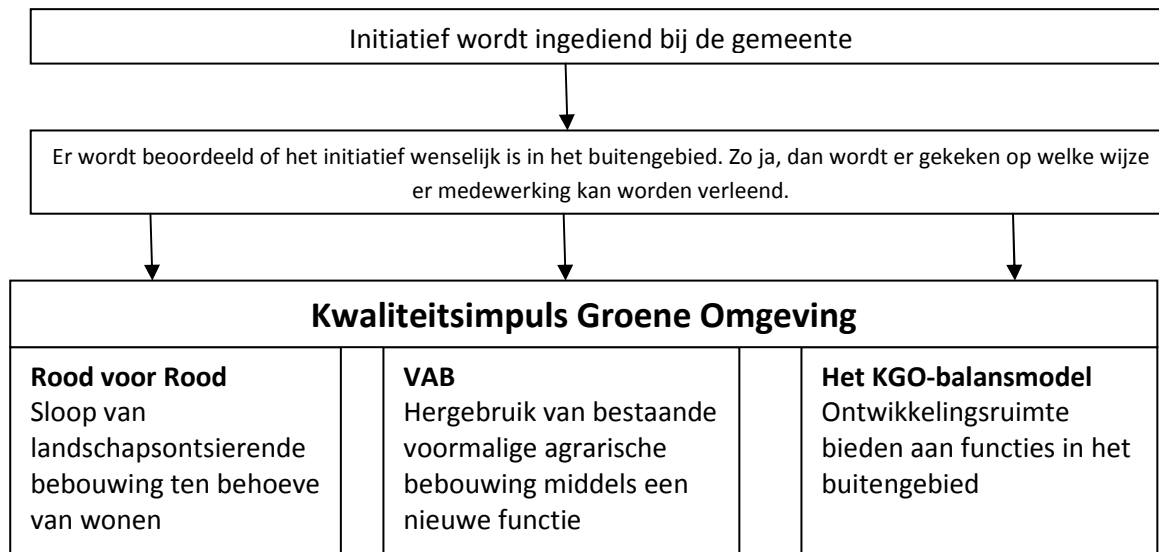 Initiatief wordt ingediend bij de gemeente
Er wordt beoordeeld of het initiatief wenselijk is in het buitengebied. Zo ja, dan wordt er gekeken op welke wijze
er medewerking kan worden verleend.
Kwaliteitsimpuls Groene Omgeving
Rood voor Rood
Sloop van
landschapsontsierende
bebouwing ten behoeve
van wonen
VAB
Hergebruik van bestaande
voormalige agrarische
bebouwing middels een
nieuwe functie
Het KGO-balansmodel
Ontwikkelingsruimte
bieden aan functies in het
buitengebied